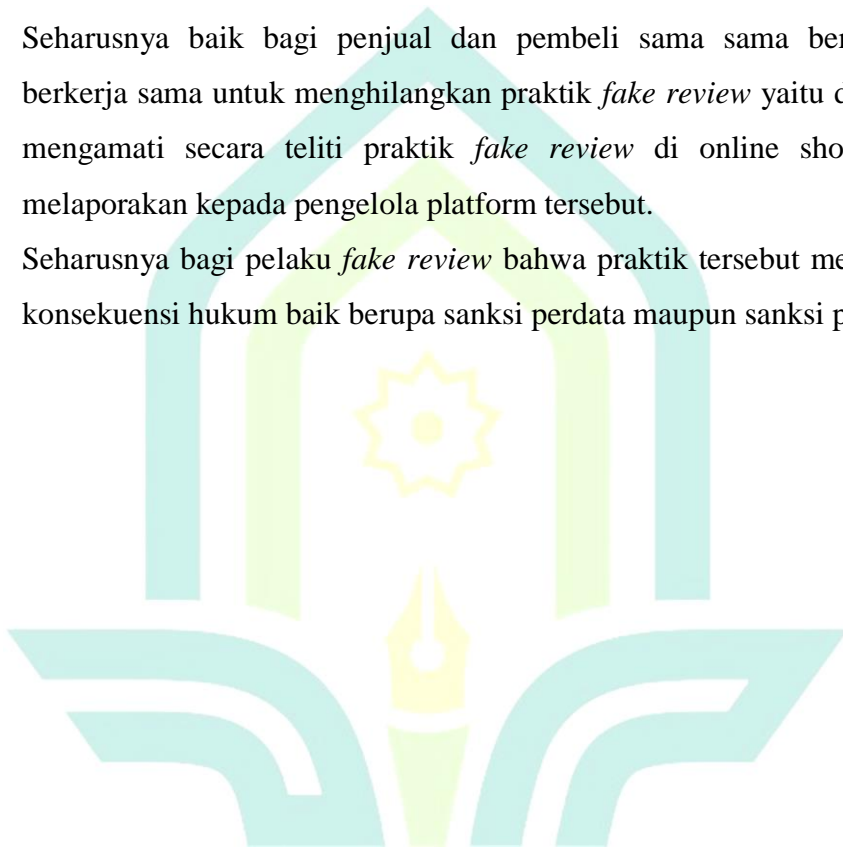 Seharusnya baik bagi penjual dan pembeli sama sama
berkerja sama untuk menghilangkan praktik fake review yaitu
mengamati secara teliti praktik fake review di online
melaporakan kepada pengelola platform tersebut.
Seharusnya bagi pelaku fake review bahwa praktik tersebut
konsekuensi hukum baik berupa sanksi perdata maupun sanksi